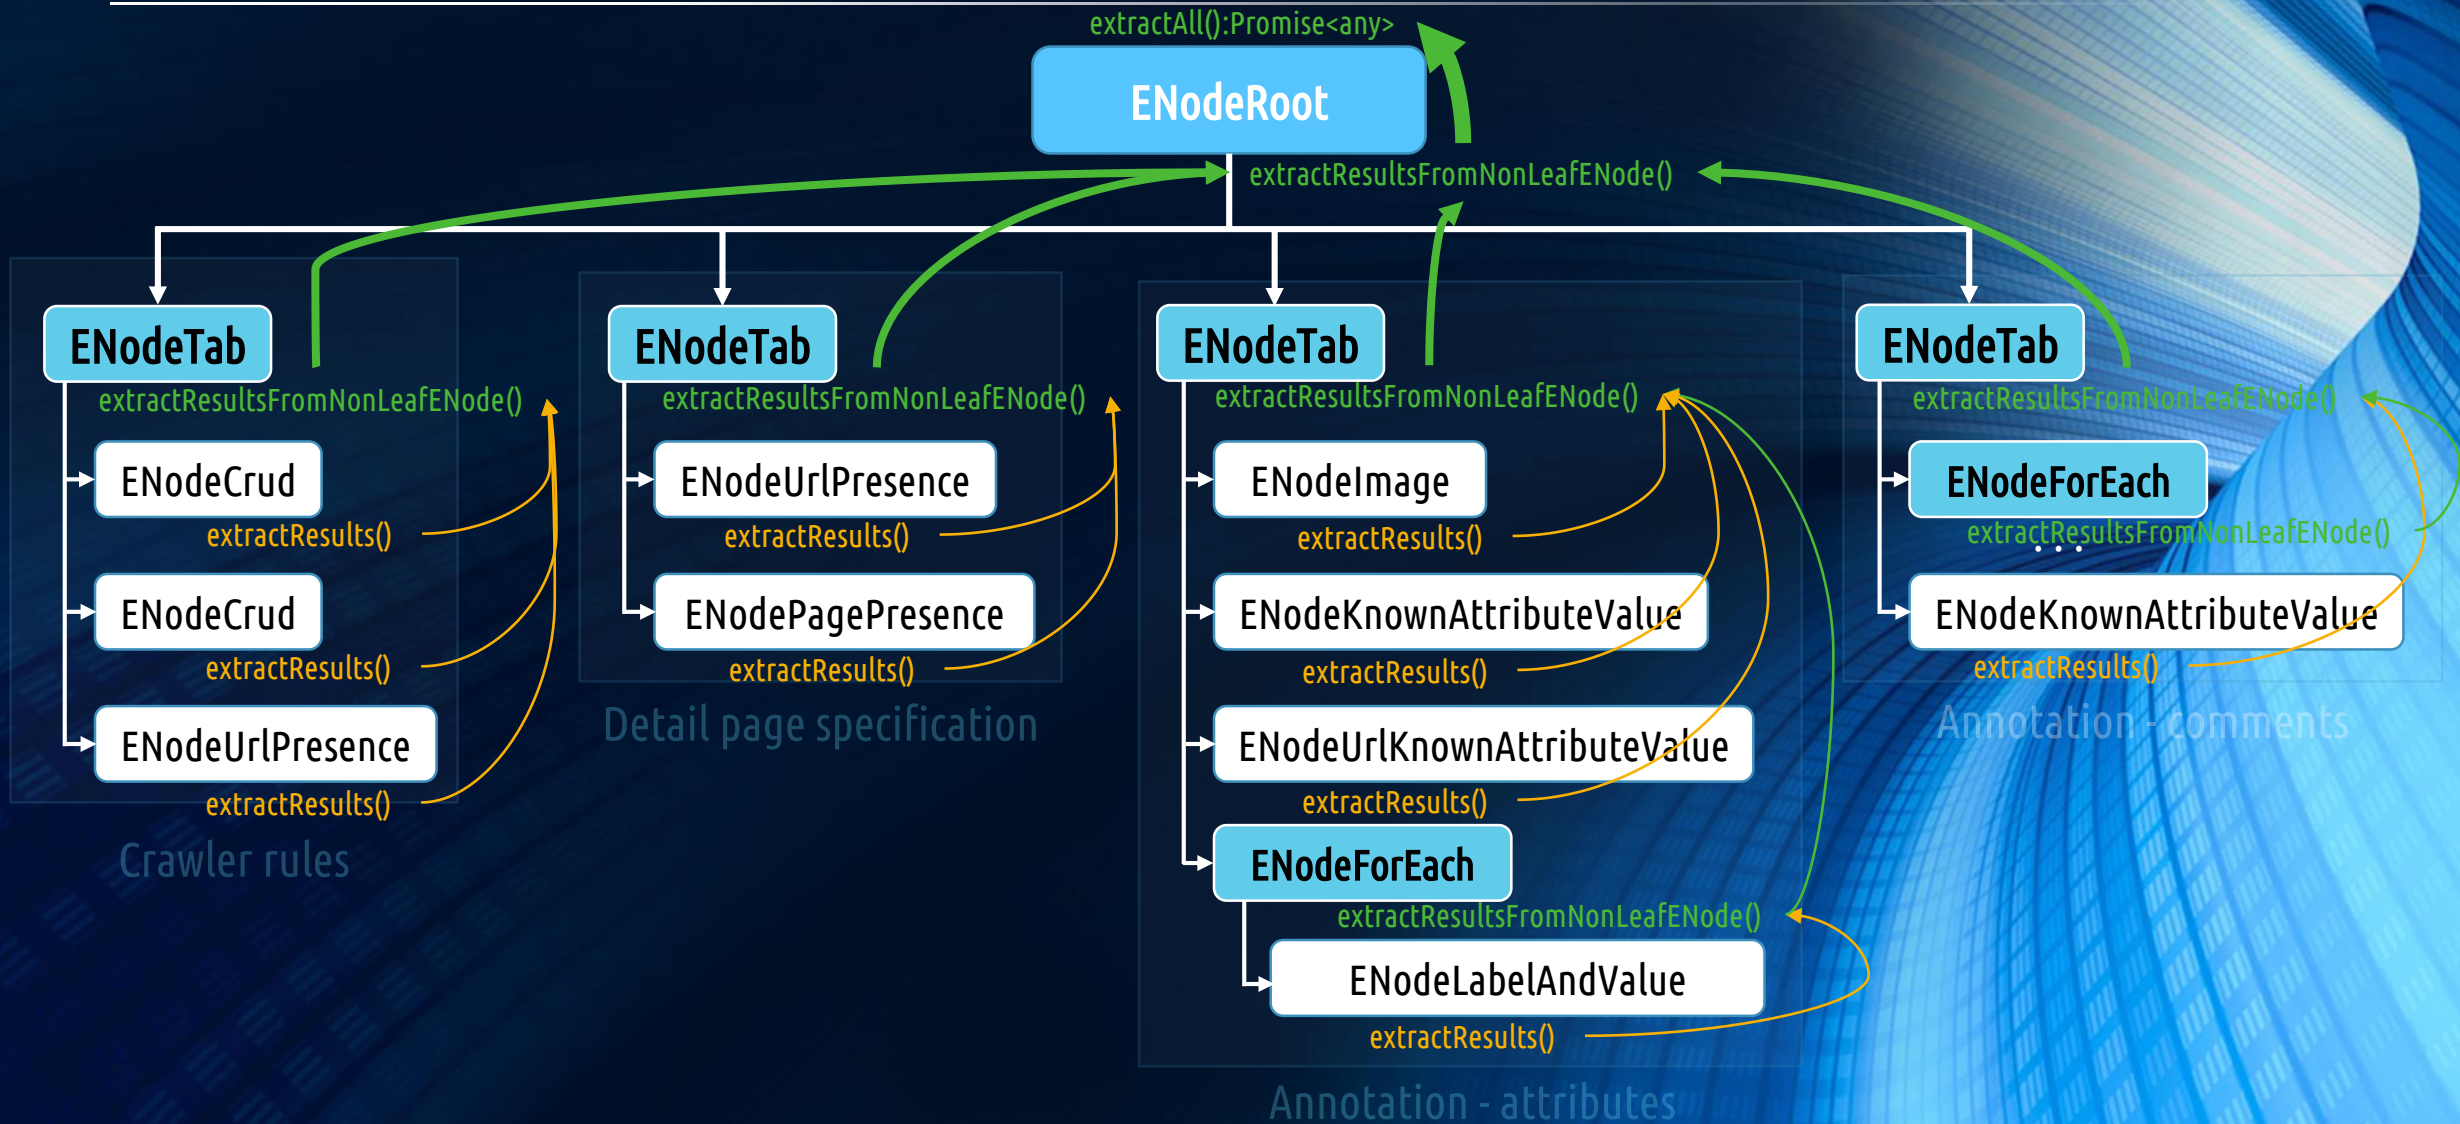 extractAll():Promise<any>
ENodeRoot
extractResultsFromNonLeafENode()
ENodeTab
extractResultsFromNonLeafENode()
ENodeCrud
extractResults()
ENodeCrud
extractResults()
ENodeUrlPresence
extractResults()
Crawler rules
ENodeTab
extractResultsFromNonLeafENode()
ENodeUrlPresence
extractResults()
ENodePagePresence
extractResults()
Detail page specification
ENodeTab
extractResultsFromNonLeafENode()
ENodeImage
extractResults()
ENodeKnownAttributeValue
extractResults()
ENodeUrlKnownAttributeValue
extractResults()
ENodeForEach
extractResultsFromNonLeafENode()
ENodeLabelAndValue
extractResults()
Annotation - attributes
ENodeTab
extractResultsFromNonLeafENode()
ENodeForEach
extractResultsFromNonLeafENode()
...
ENodeKnownAttributeValue
extractResults()
Annotation - comments